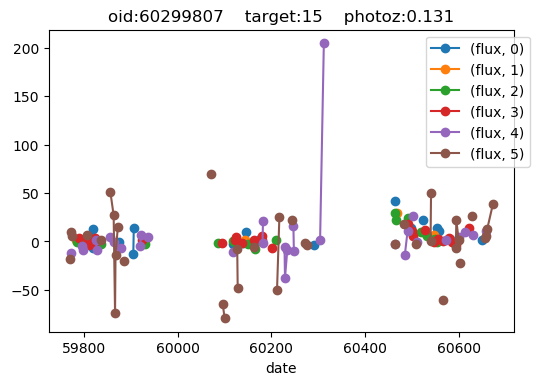 oid:60299807    target:15    photoz:0.131
200
150
100
50
0
−50
59800
60000
60200
60400
60600
date
(flux, 0)
(flux, 1)
(flux, 2)
(flux, 3)
(flux, 4)
(flux, 5)